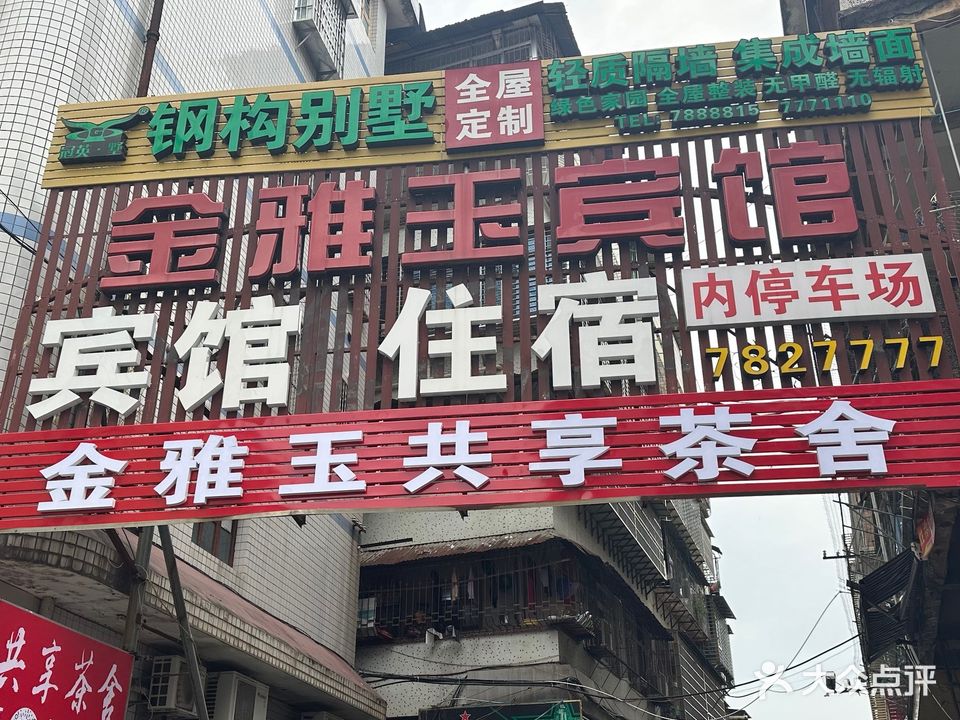 冠英·墅
钢构别墅
全屋
定制
轻质隔墙 集成墙面
绿色家园 全屋整装 无甲醛 无辐射
TEL: 7888815 7771110
金雅玉宾馆
宾馆 住宿
内停车场
7827777
金雅玉共享茶舍
共享茶舍
大众点评